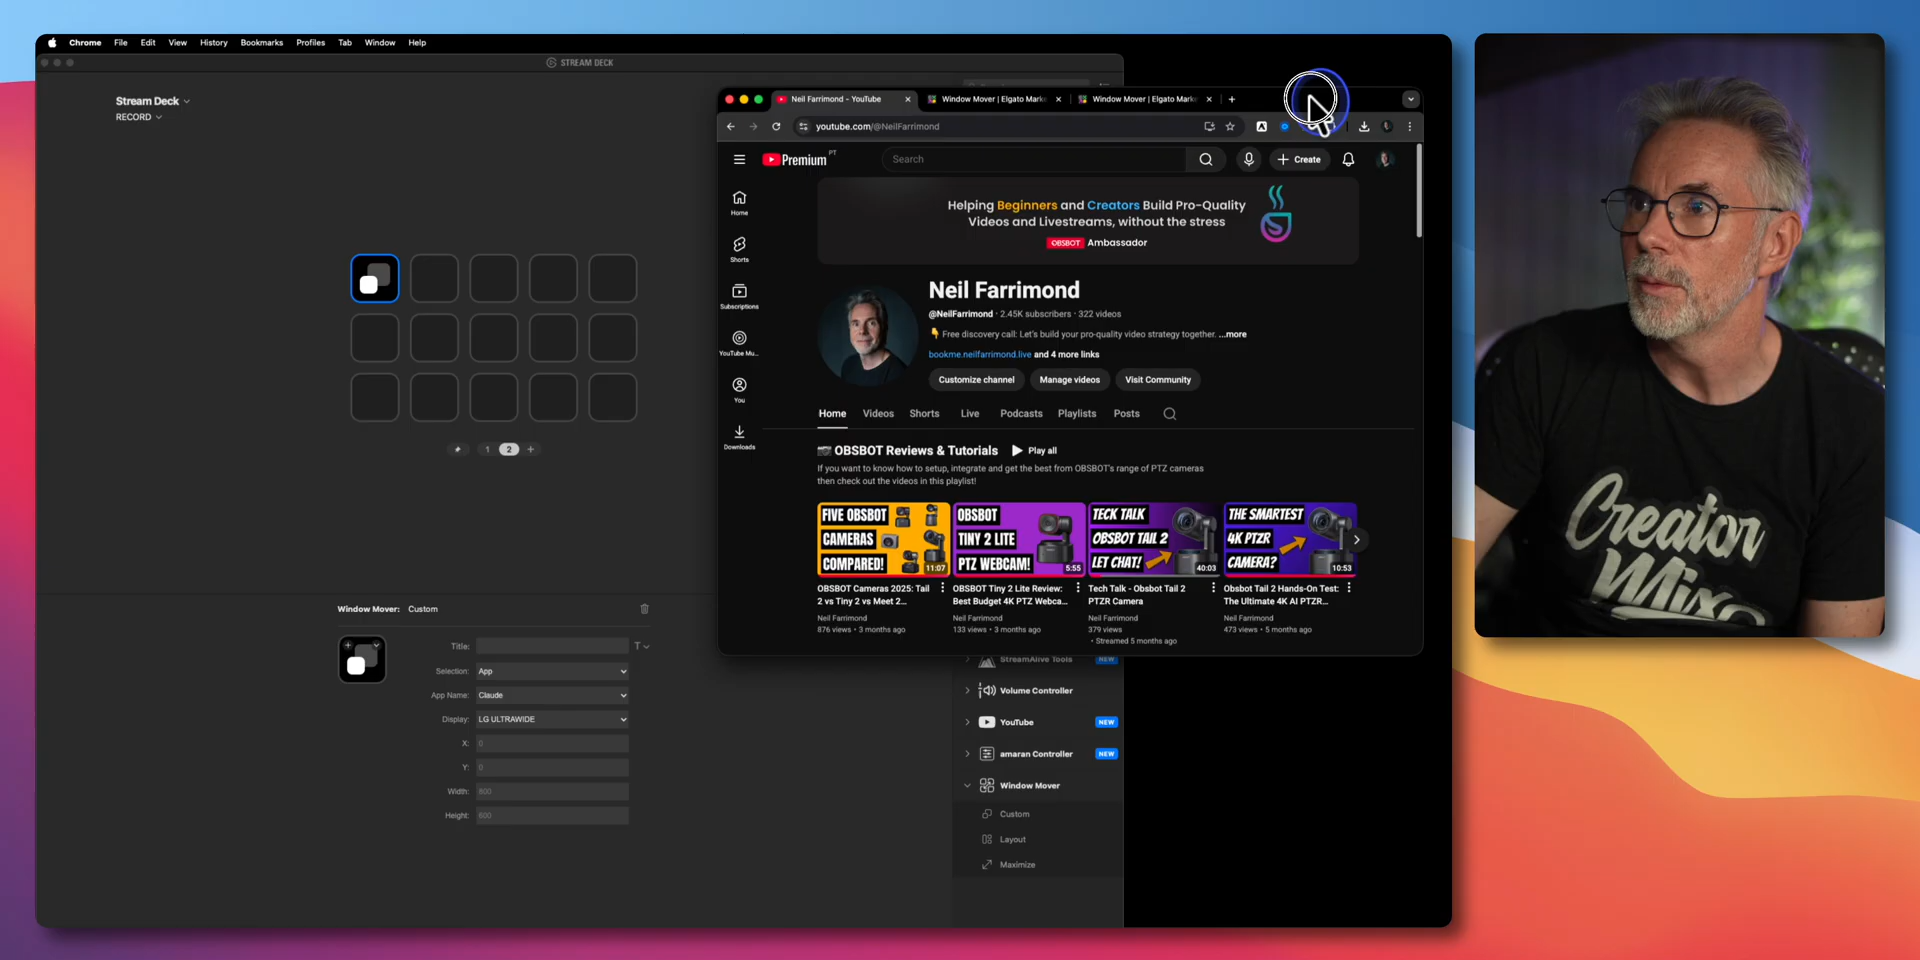 Chrome File Edit View History Bookmarks Profiles Tab Window Help
STREAM DECK
Stream Deck
RECORD
1 2 +
Window Mover: Custom
Title:
T
Selection: App
App Name: Claude
Display: LG ULTRAWIDE
X: 0
Y: 0
Width: 800
Height: 600
Neil Farrimond - YouTube
Window Mover | Elgato Mark
Window Mover | Elgato Mark
youtube.com/@NeilFarrimond
Premium PT
Search
Create
Home
Shorts
Subscriptions
YouTube Mu...
You
Downloads
Helping Beginners and Creators Build Pro-Quality
Videos and Livestreams, without the stress
OBSBOT Ambassador
Neil Farrimond
@NeilFarrimond · 2.45K subscribers · 322 videos
Free discovery call: Let's build your pro-quality video strategy together. ...more
bookme.neilfarrimond.live and 4 more links
Customize channel Manage videos Visit Community
Home Videos Shorts Live Podcasts Playlists Posts
OBSBOT Reviews & Tutorials Play all
If you want to know how to setup, integrate and get the best from OBSBOT's range of PTZ cameras
then check out the videos in this playlist!
FIVE OBSBOT
CAMERAS
COMPARED!
11:07
OBSBOT
TINY 2 LITE
PTZ WEBCAM!
5:55
TECK TALK
OBSBOT TAIL 2
LET CHAT!
40:03
THE SMARTEST
4K PTZR
CAMERA?
10:53
OBSBOT Cameras 2025: Tail
2 vs Tiny 2 vs Meet 2...
Neil Farrimond
876 views · 3 months ago
OBSBOT Tiny 2 Lite Review:
Best Budget 4K PTZ Webca...
Neil Farrimond
133 views · 3 months ago
Tech Talk - Obsbot Tail 2
PTZR Camera
Neil Farrimond
379 views
· Streamed 5 months ago
Obsbot Tail 2 Hands-On Test:
The Ultimate 4K AI PTZR...
Neil Farrimond
473 views · 5 months ago
StreamAlive Tools NEW
Volume Controller
YouTube NEW
amaran Controller NEW
Window Mover
Custom
Layout
Maximize
Creator
Mix